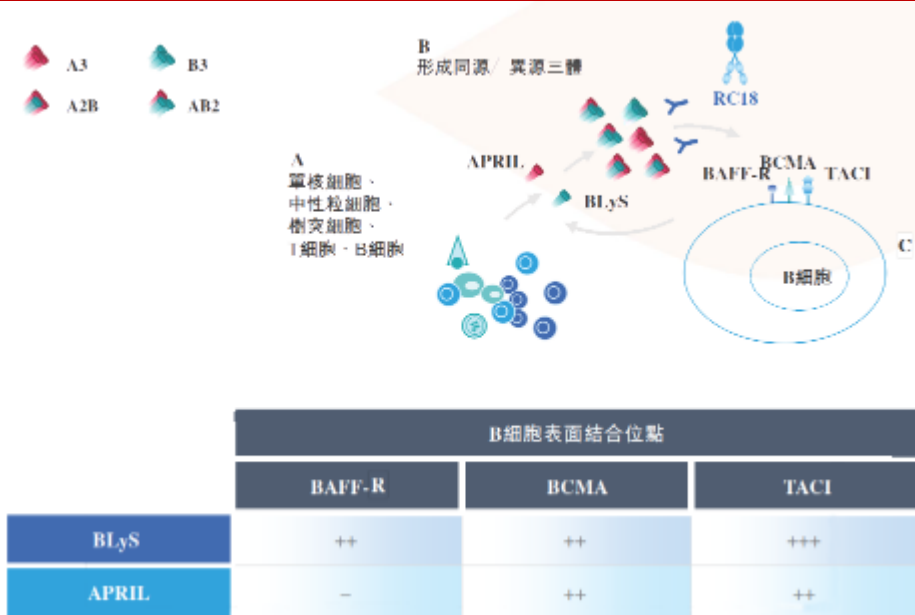 A3
B3
A2B
AB2
B
形成同源/ 異源三體
RC18
A
單核細胞、
中性粒細胞、
樹突細胞、
T細胞、B細胞
APRIL
BLyS
BAFF-R
BCMA
TACI
C
B細胞
B細胞表面結合位點
BAFF-R BCMA TACI
BLyS ++ ++ +++
APRIL – ++ ++